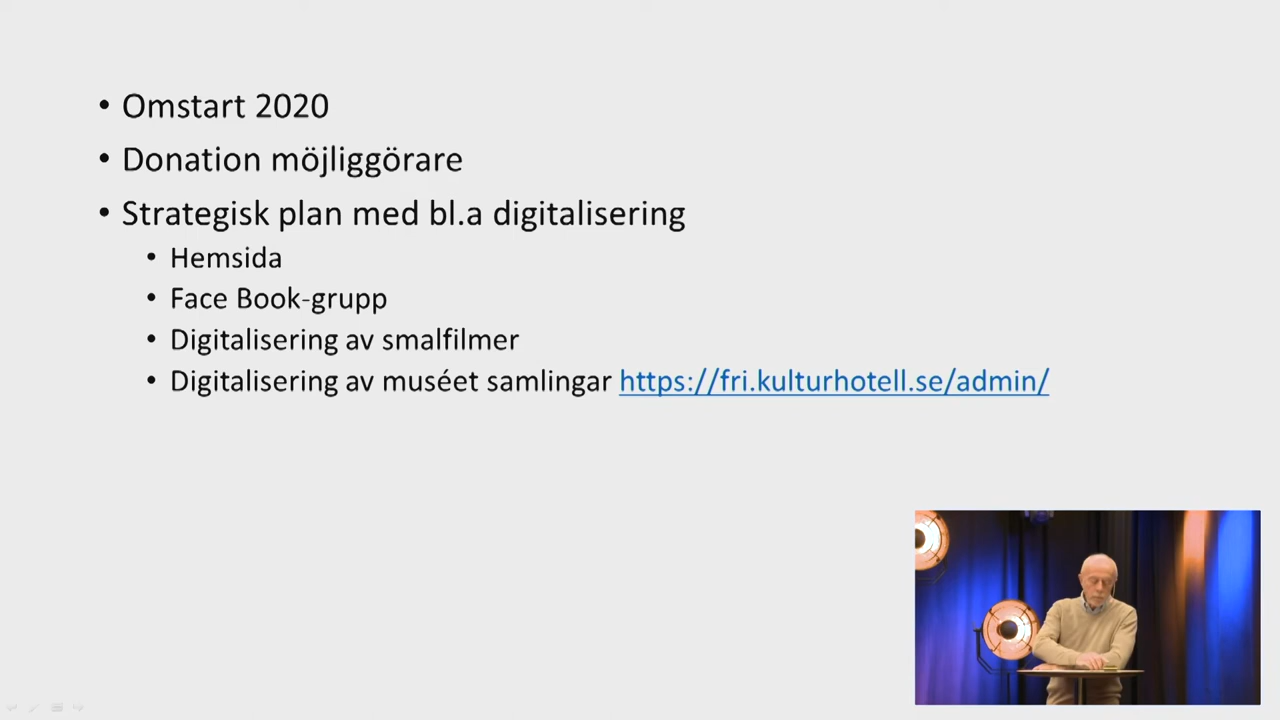 • Omstart 2020
• Donation möjliggörare
• Strategisk plan med bl.a digitalisering
• Hemsida
• Face Book-grupp
• Digitalisering av smalfilmer
• Digitalisering av muséet samlingar https://fri.kulturhotell.se/admin/